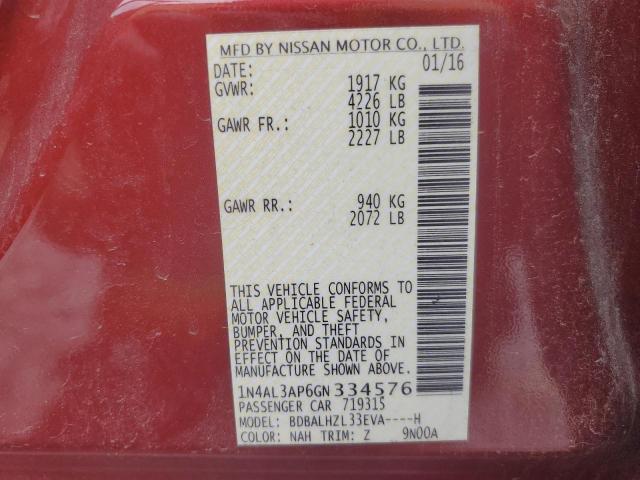 MFD BY NISSAN MOTOR CO., LTD.
DATE: 01/16
GVWR: 1917 KG
4226 LB
GAWR FR.: 1010 KG
2227 LB
GAWR RR.: 940 KG
2072 LB
THIS VEHICLE CONFORMS TO
ALL APPLICABLE FEDERAL
MOTOR VEHICLE SAFETY,
BUMPER, AND THEFT
PREVENTION STANDARDS IN
EFFECT ON THE DATE OF
MANUFACTURE SHOWN ABOVE.
1N4AL3AP6GN334576
PASSENGER CAR 719315
MODEL: BDBALHZL33EVA----H
COLOR: NAH TRIM: Z 9N00A